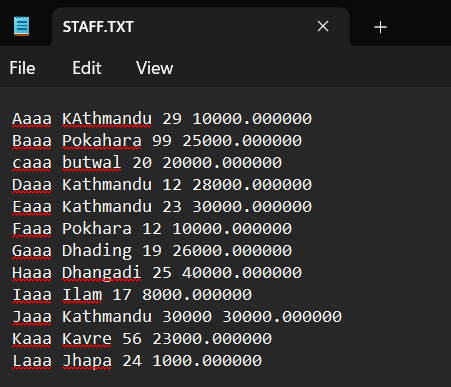 STAFF.TXT
File Edit View
Aaaa KAthmandu 29 10000.000000
Baaa Pokahara 99 25000.000000
caaa butwal 20 20000.000000
Daaa Kathmandu 12 28000.000000
Eaaa Kathmandu 23 30000.000000
Faaa Pokhara 12 10000.000000
Gaaa Dhading 19 26000.000000
Haaa Dhangadi 25 40000.000000
Iaaa Ilam 17 8000.000000
Jaaa Kathmandu 30000 30000.000000
Kaaa Kavre 56 23000.000000
Laaa Jhapa 24 1000.000000